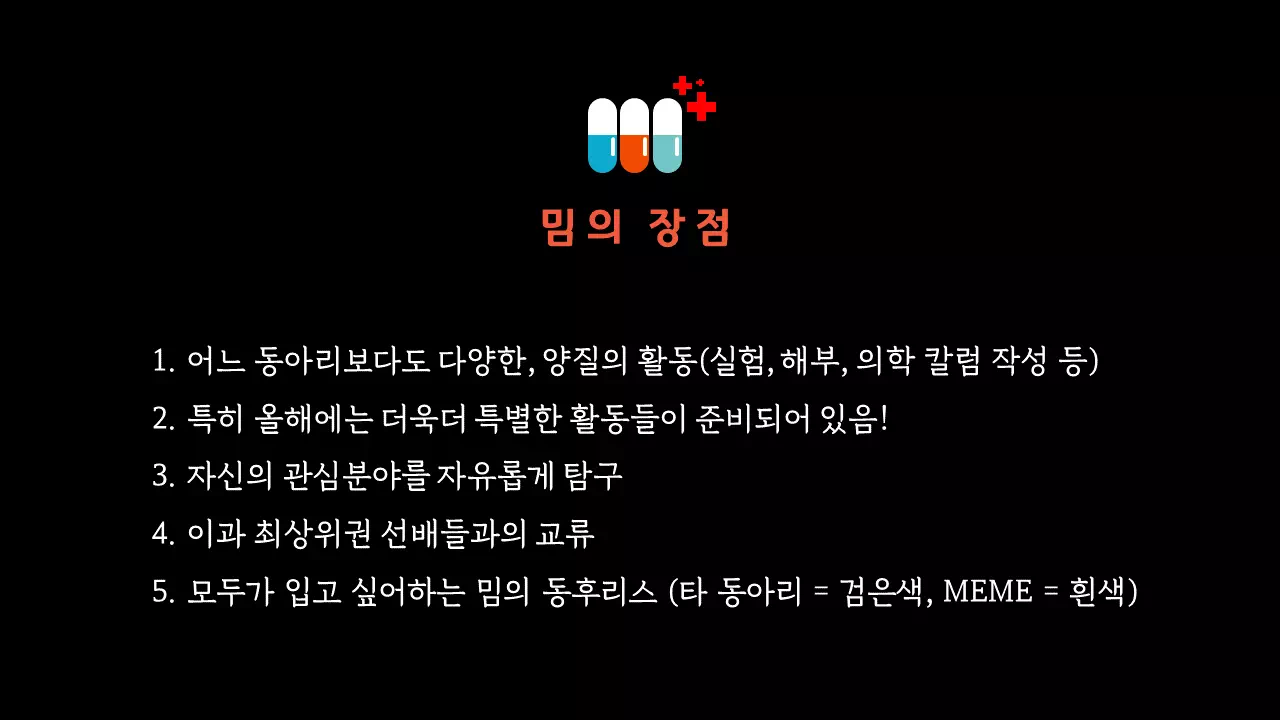 밈의 장점
1. 어느 동아리보다도 다양한, 양질의 활동(실험, 해부, 의학 칼럼 작성 등)
2. 특히 올해에는 더욱더 특별한 활동들이 준비되어 있음!
3. 자신의 관심분야를 자유롭게 탐구
4. 이과 최상위권 선배들과의 교류
5. 모두가 입고 싶어하는 밈의 동후리스 (타 동아리 = 검은색, MEME = 흰색)